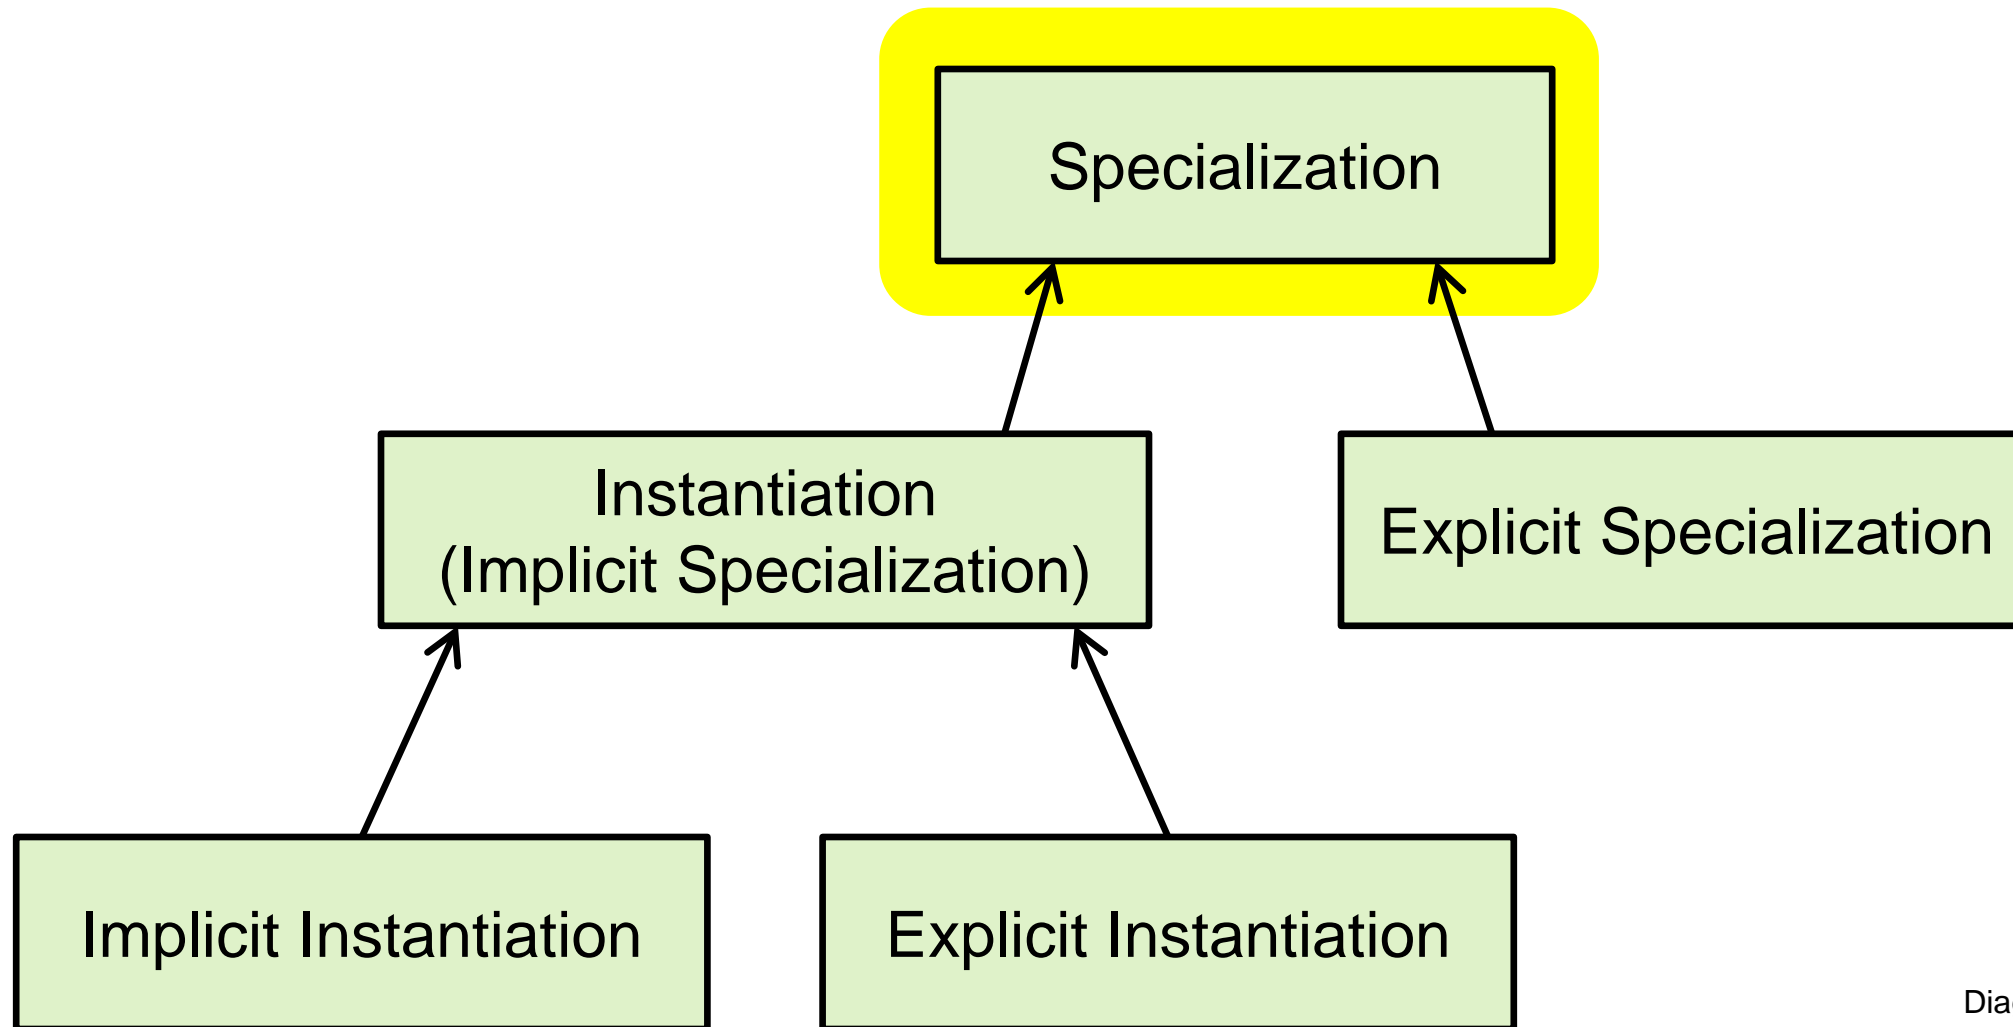 Specialization
Instantiation
(Implicit Specialization)
Explicit Specialization
Implicit Instantiation
Explicit Instantiation